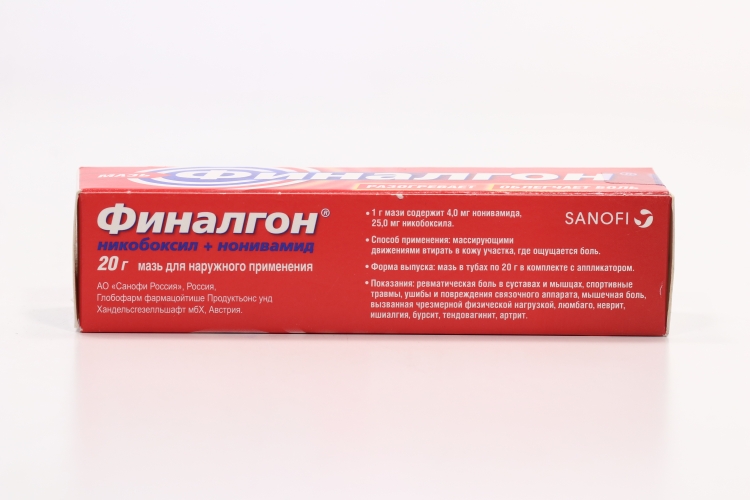 МАЗЬ
Финалгон®
РАЗОГРЕВАЕТ ОБЛЕГЧАЕТ БОЛЬ
Финалгон®
никобоксил + нонивамид
20 г мазь для наружного применения
АО «Санофи Россия», Россия,
Глобофарм фармацойтише Продуктьонс унд
Хандельсгезелльшафт мбХ, Австрия.
• 1 г мази содержит 4,0 мг нонивамида,
25,0 мг никобоксила.
• Способ применения: массирующими
движениями втирать в кожу участка, где ощущается боль.
• Форма выпуска: мазь в тубах по 20 г в комплекте с аппликатором.
• Показания: ревматическая боль в суставах и мышцах, спортивные
травмы, ушибы и повреждения связочного аппарата, мышечная боль,
вызванная чрезмерной физической нагрузкой, люмбаго, неврит,
ишиалгия, бурсит, тендовагинит, артрит.
SANOFI